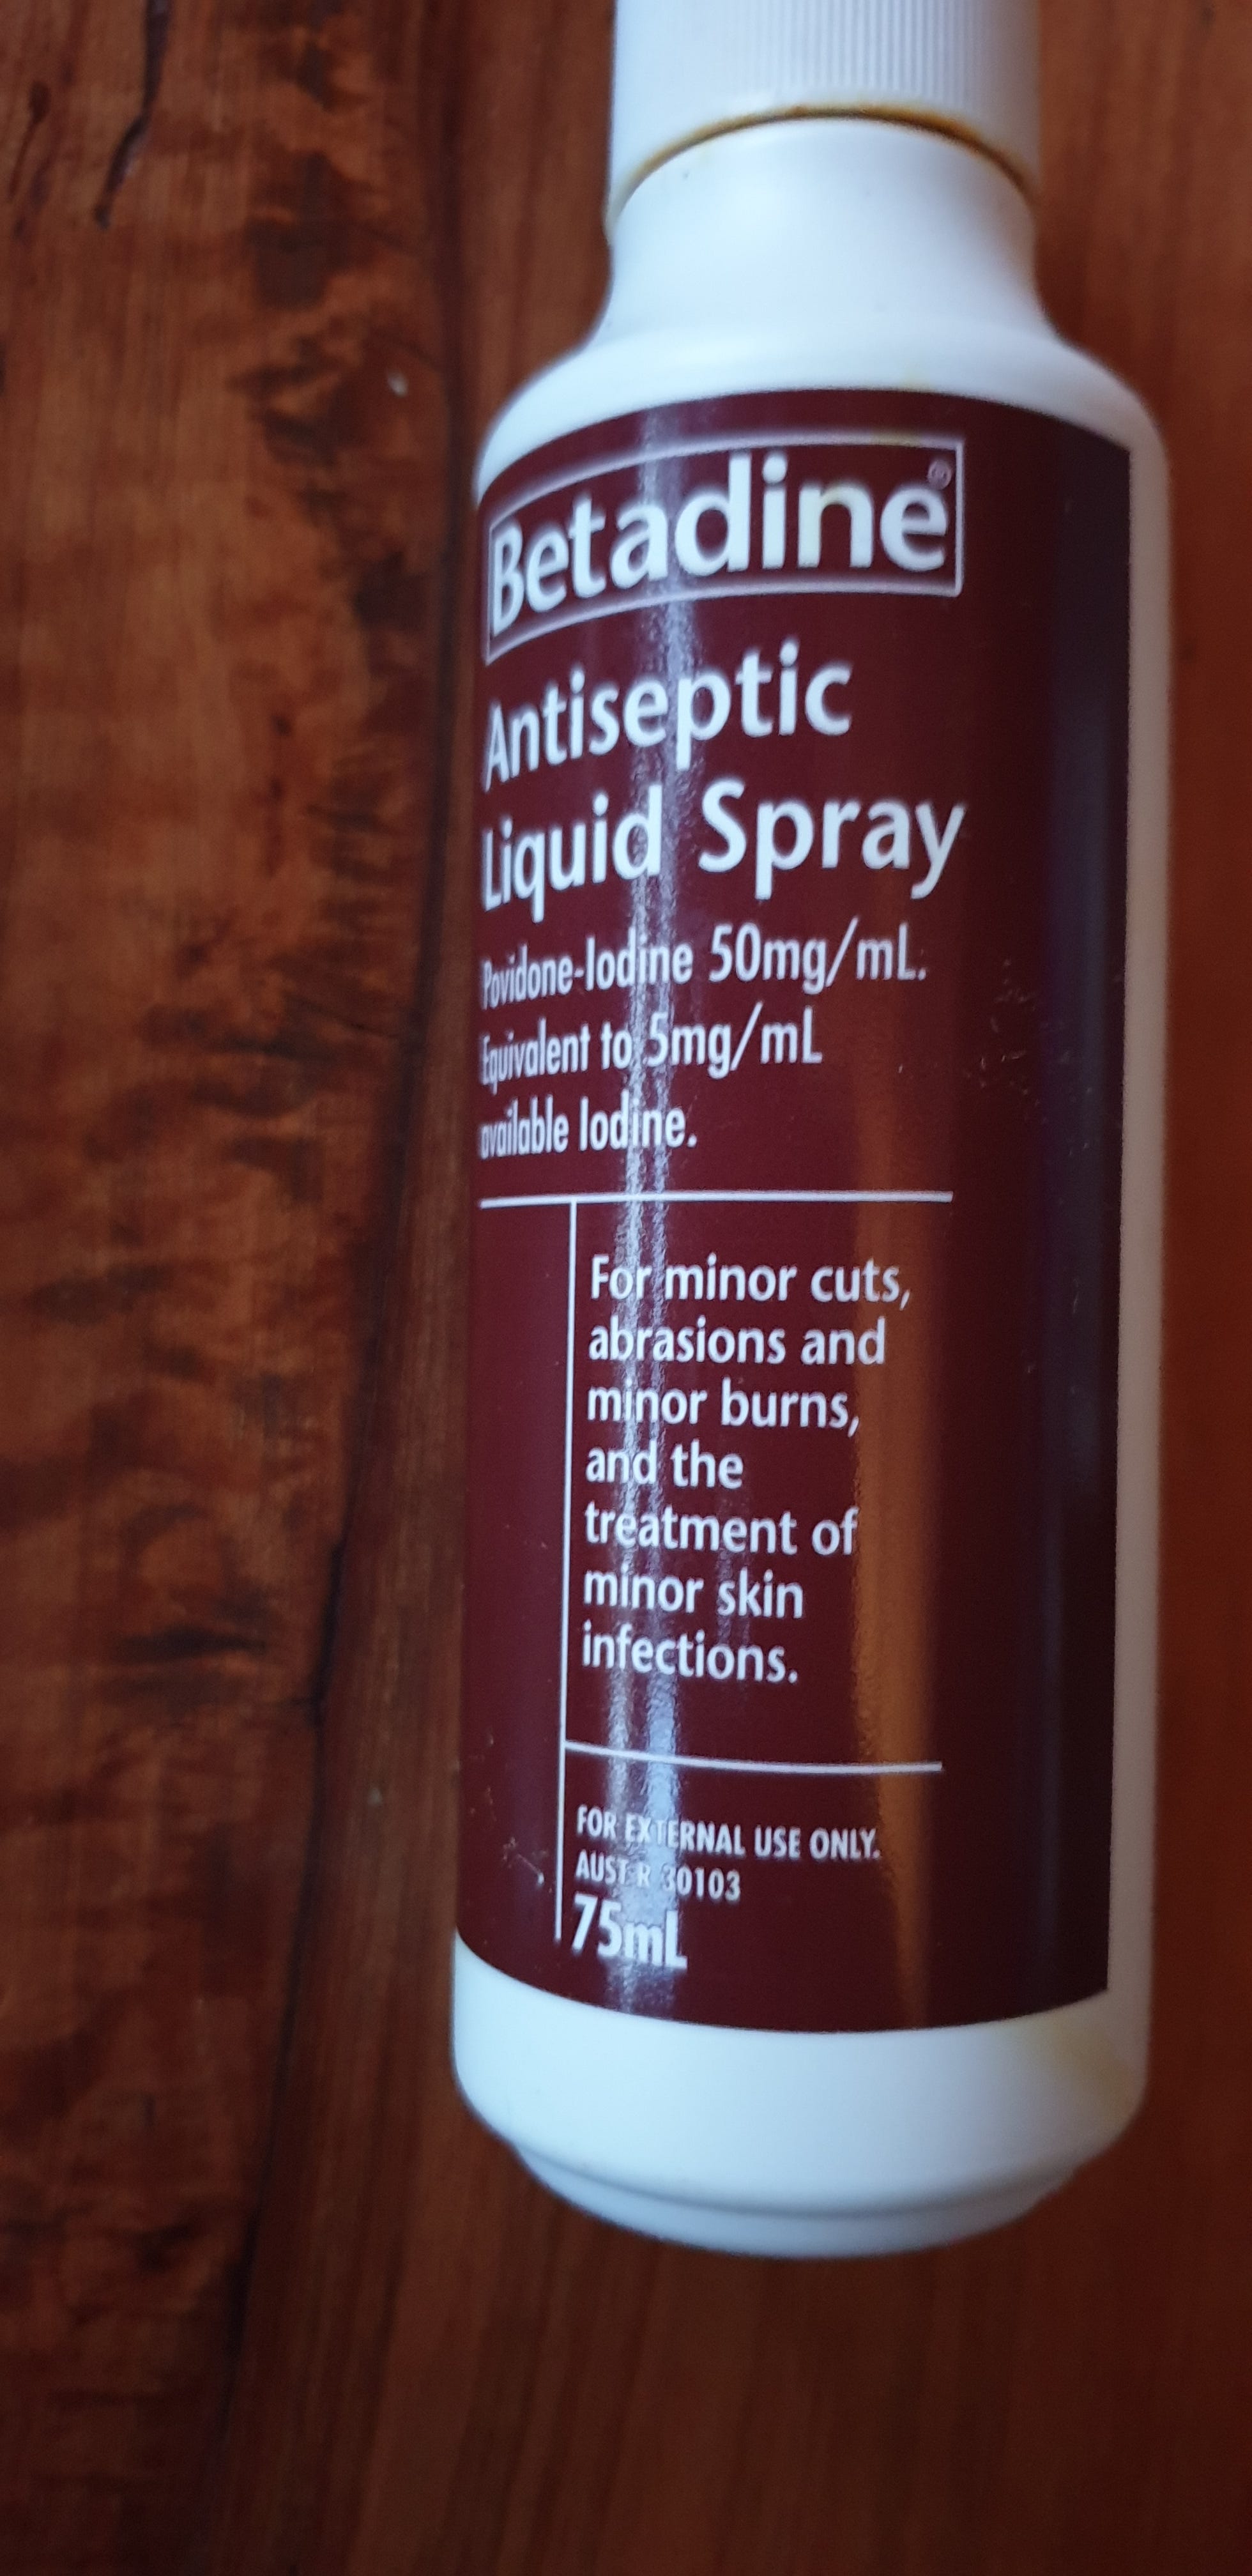 Betadine®
Antiseptic
Liquid Spray
Povidone-Iodine 50mg/mL.
Equivalent to 5mg/mL
available Iodine.
For minor cuts,
abrasions and
minor burns,
and the
treatment of
minor skin
infections.
FOR EXTERNAL USE ONLY.
AUST R 30103
75mL